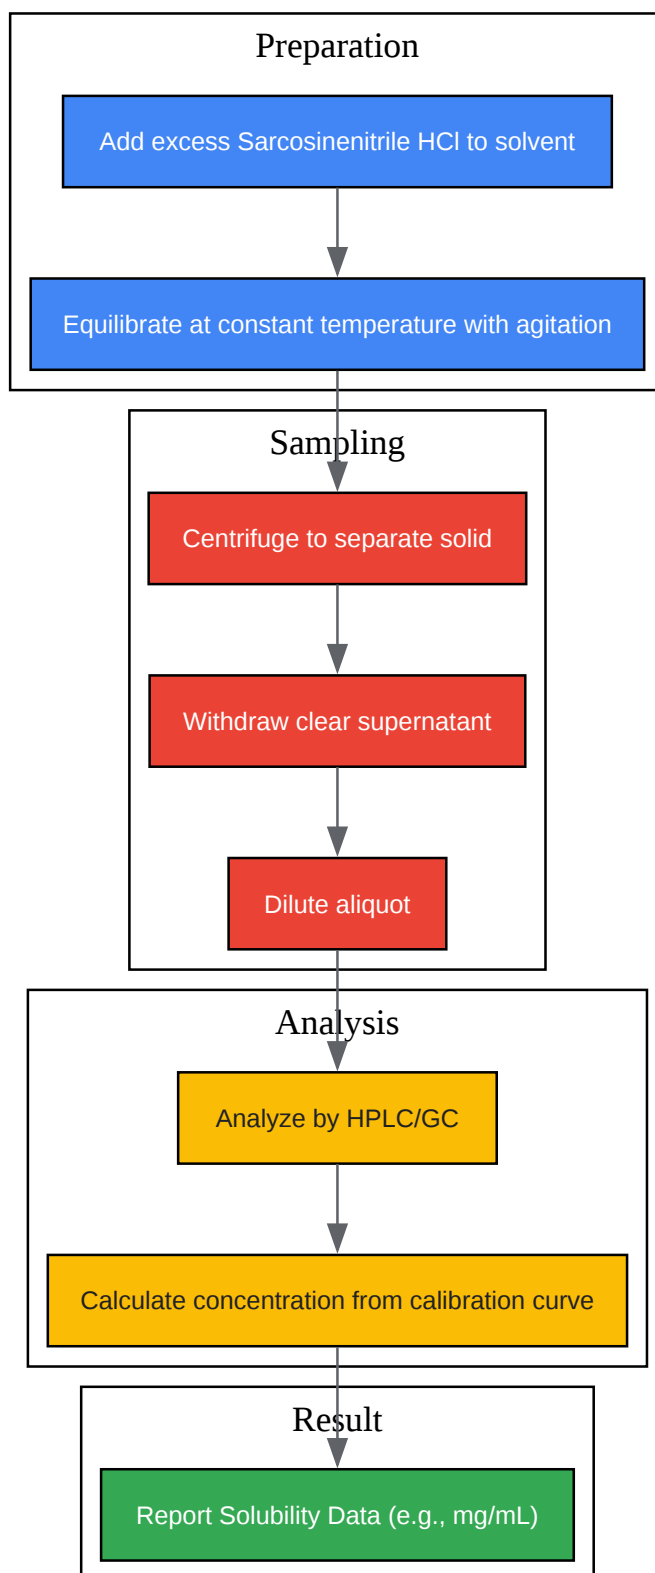 Preparation
Add excess Sarcosinenitrile HCl to solvent
Equilibrate at constant temperature with agitation
Sampling
Centrifuge to separate solid
Withdraw clear supernatant
Dilute aliquot
Analysis
Analyze by HPLC/GC
Calculate concentration from calibration curve
Result
Report Solubility Data (e.g., mg/mL)